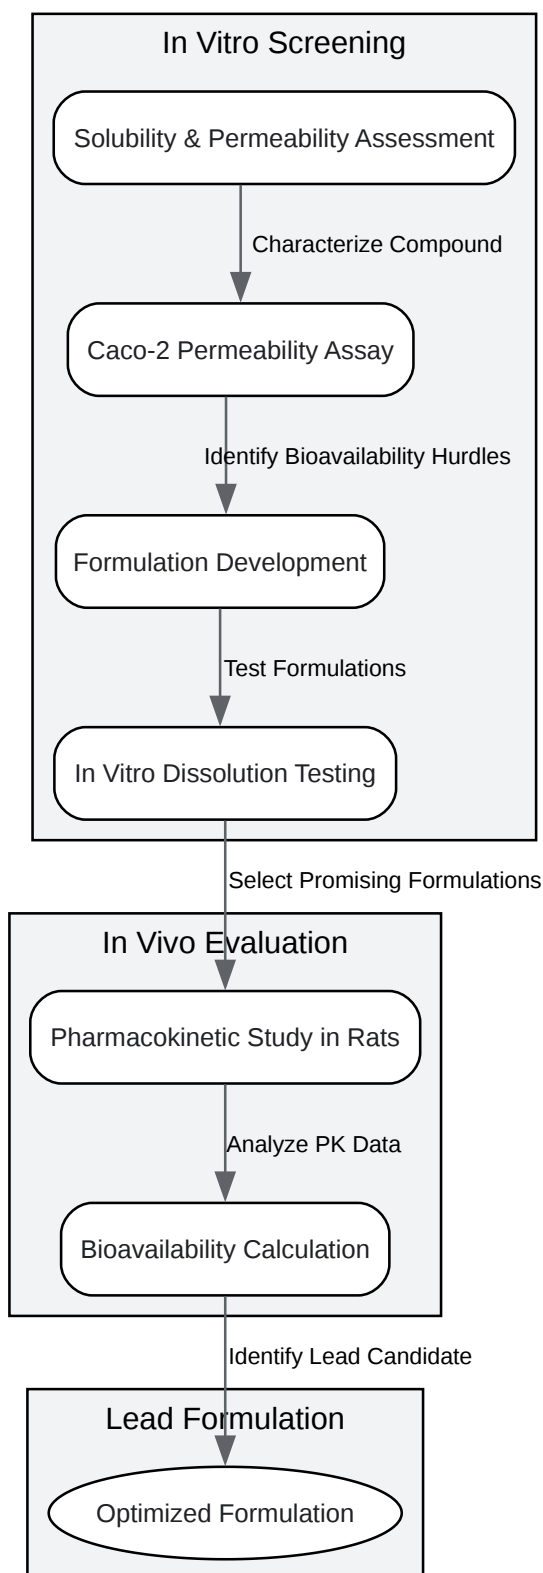 In Vitro Screening
Solubility & Permeability Assessment
Characterize Compound
Caco-2 Permeability Assay
Identify Bioavailability Hurdles
Formulation Development
Test Formulations
In Vitro Dissolution Testing
Select Promising Formulations
In Vivo Evaluation
Pharmacokinetic Study in Rats
Analyze PK Data
Bioavailability Calculation
Identify Lead Candidate
Lead Formulation
Optimized Formulation